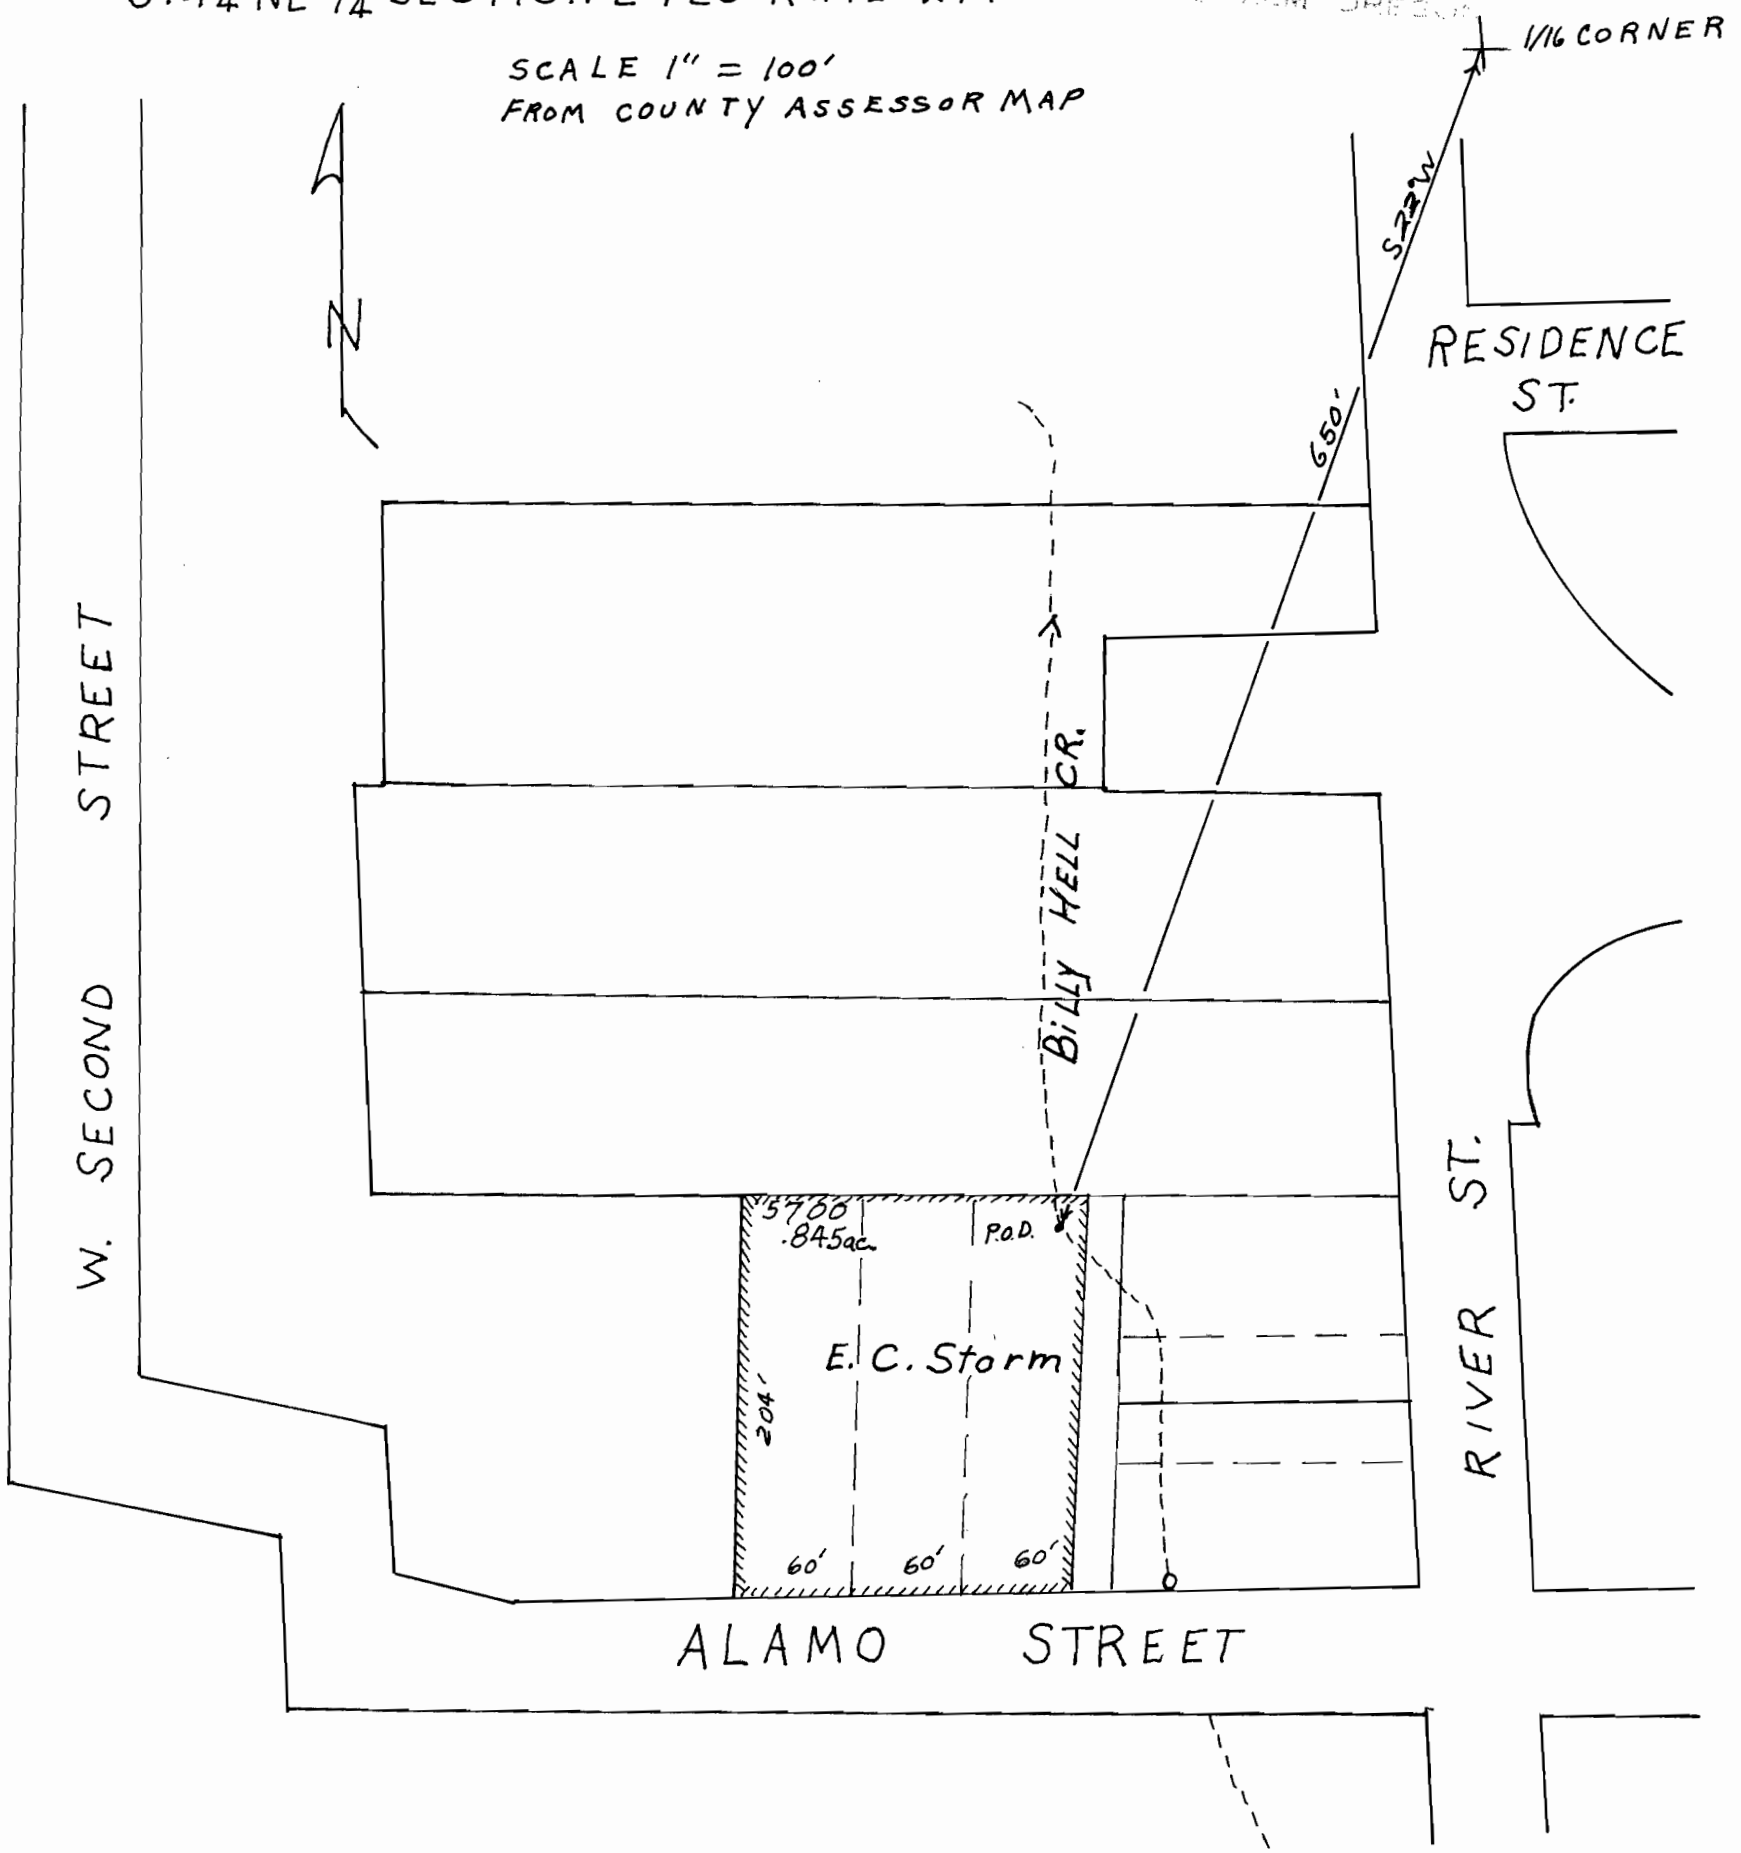 SCALE 1" = 100'
FROM COUNTY ASSESSOR MAP
1/16 CORNER
N
S22°W
RESIDENCE
ST.
650'
W. SECOND STREET
BILLY HELL CR.
5700
.845ac.
P.O.D.
E. C. Storm
204'
60' 60' 60'
RIVER ST.
ALAMO STREET